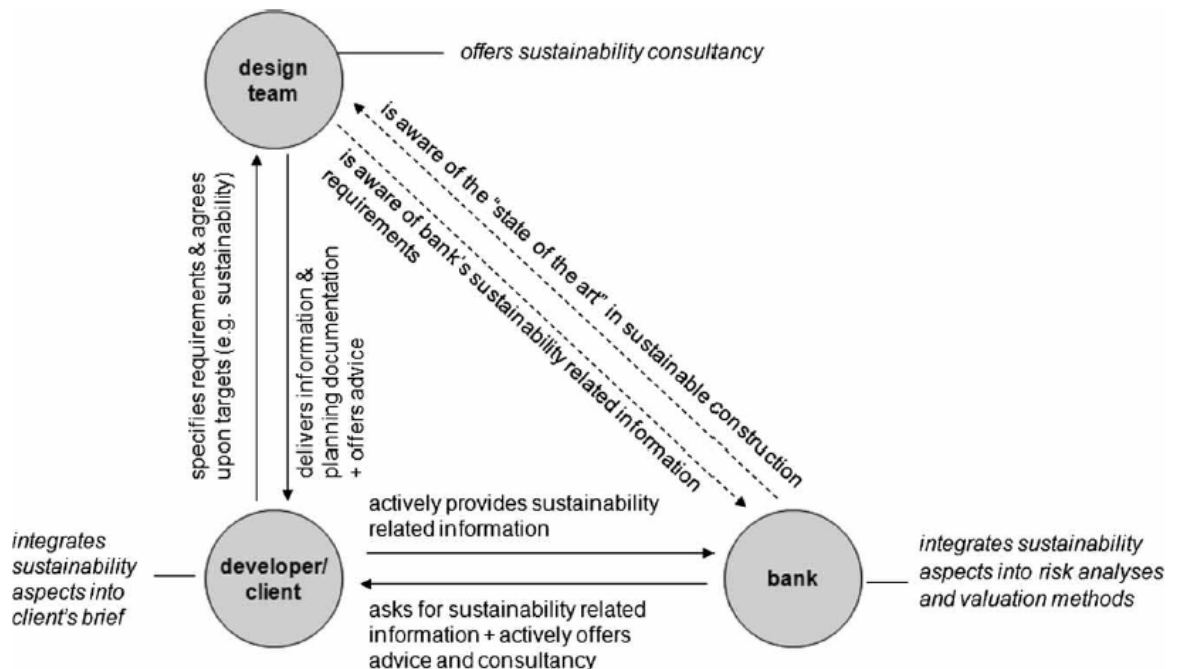 design
team
offers sustainability consultancy
is aware of the “state of the art” in sustainable construction
is aware of bank's sustainability related information
requirements
specifies requirements & agrees
upon targets (e.g. sustainability)
delivers information &
planning documentation
+ offers advice
actively provides sustainability
related information
integrates
sustainability
aspects into
client's brief
developer/
client
bank
integrates sustainability
aspects into risk analyses
and valuation methods
asks for sustainability related
information + actively offers
advice and consultancy